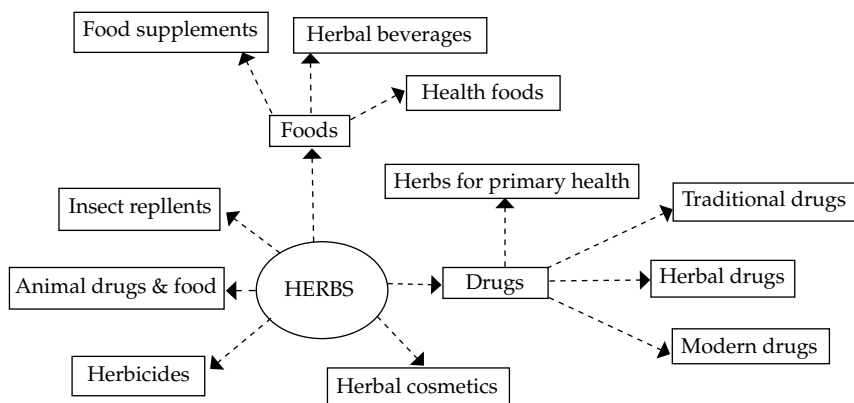 Food supplements
Herbal beverages
Health foods
Foods
Herbs for primary health
Traditional drugs
Insect repllents
Animal drugs & food
HERBS
Drugs
Herbal drugs
Modern drugs
Herbicides
Herbal cosmetics